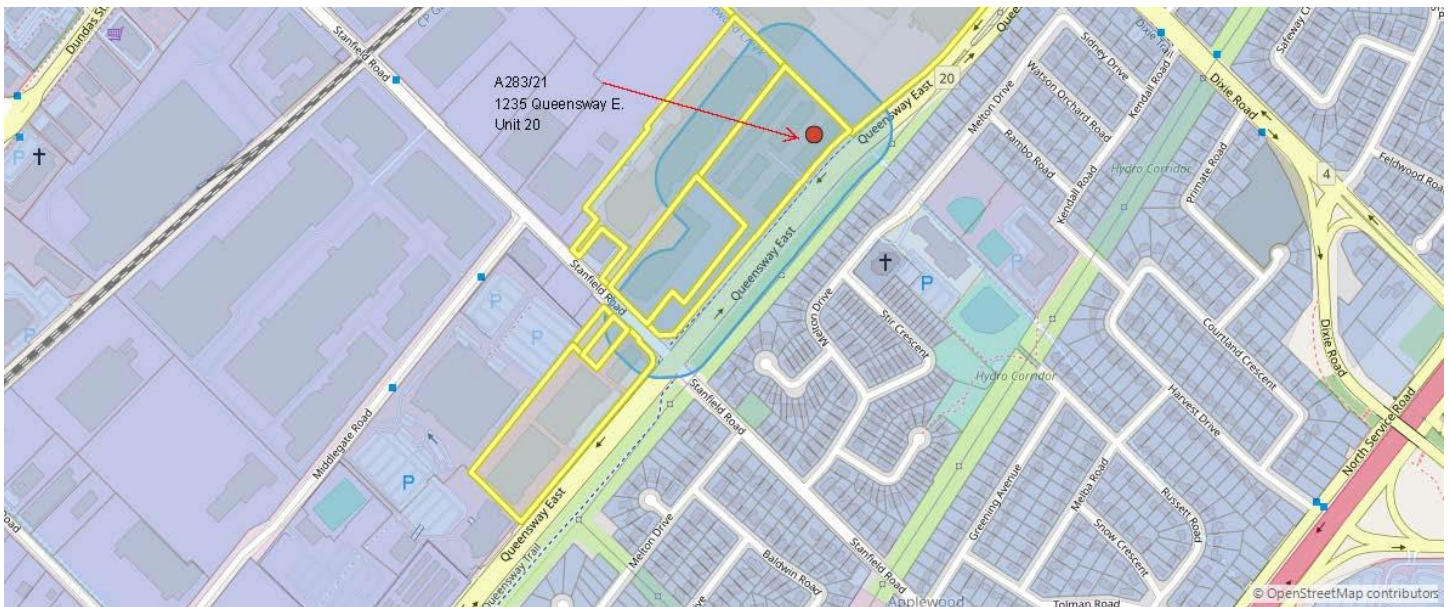 Dundas St
Stanfield Road
A283/21
1235 Queensway E.
Unit 20
20
Queensway East
Queensway East
Melton Drive
Sidney Drive
Watson Orchard Road
Rambo Road
Kendall Road
Kendall Road
Dixie Trail
Dixie Road
Safeway C
Feldwood Roa
4
Primate Road
Hydro Corridor
P
P
P
P
P
Stanfield Road
Melton Drive
Stir Crescent
Hydro Corridor
Courtland Crescent
Dixie Road
Harvest Drive
North Service Road
Middlegate Road
Stanfield Road
Greening Avenue
Melba Road
Russett Road
Snow Crescent
Queensway East
Queensway Trail
Melton Drive
Baldwin Road
Stanfield Road
Applewood
Tolman Road
Road
© OpenStreetMap contributors